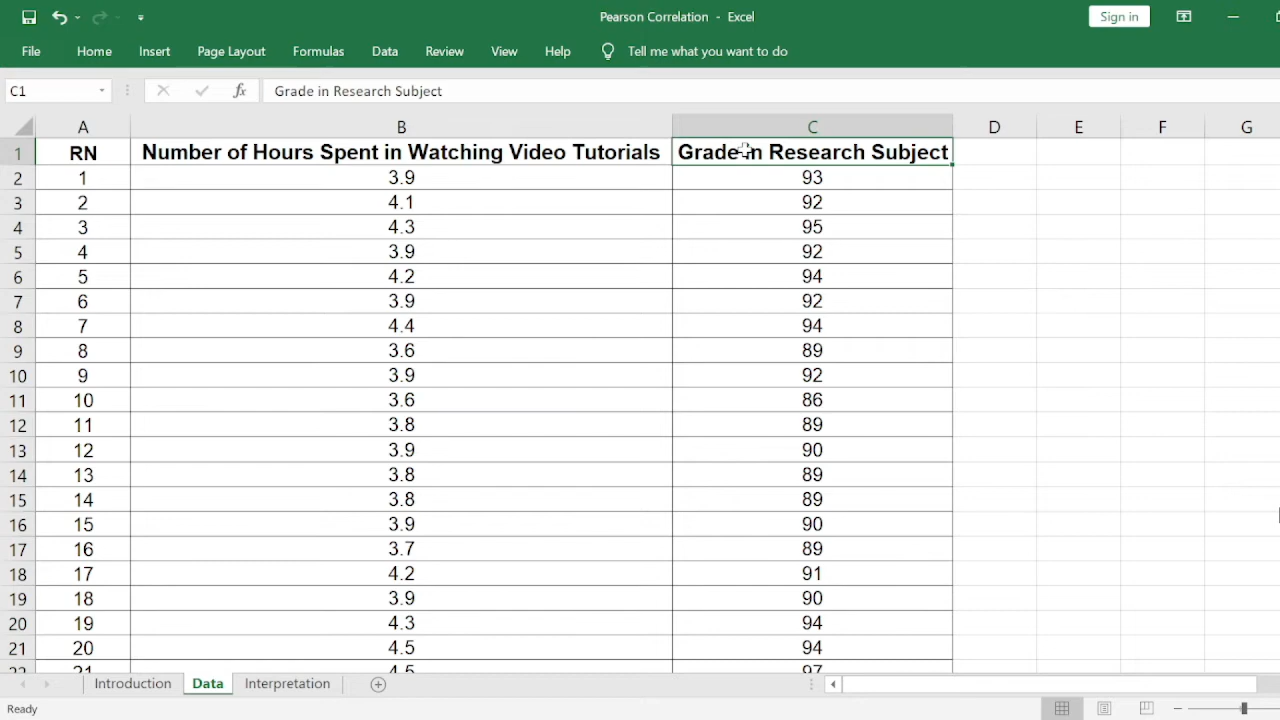 Pearson Correlation - Excel
Sign in
File Home Insert Page Layout Formulas Data Review View Help Tell me what you want to do
C1 fx Grade in Research Subject
A B C D E F G
1 RN Number of Hours Spent in Watching Video Tutorials Grade in Research Subject
2 1 3.9 93
3 2 4.1 92
4 3 4.3 95
5 4 3.9 92
6 5 4.2 94
7 6 3.9 92
8 7 4.4 94
9 8 3.6 89
10 9 3.9 92
11 10 3.6 86
12 11 3.8 89
13 12 3.9 90
14 13 3.8 89
15 14 3.8 89
16 15 3.9 90
17 16 3.7 89
18 17 4.2 91
19 18 3.9 90
20 19 4.3 94
21 20 4.5 94
22 21 4.5 97
Introduction Data Interpretation
Ready